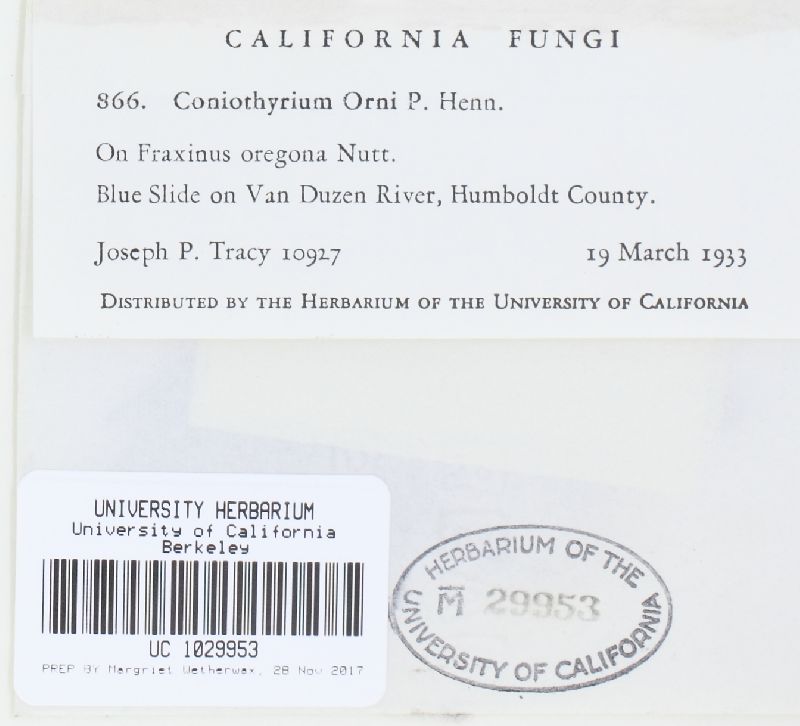 CALIFORNIA FUNGI
866. Coniothyrium Orni P. Henn.
On Fraxinus oregona Nutt.
Blue Slide on Van Duzen River, Humboldt County.
Joseph P. Tracy 10927 19 March 1933
DISTRIBUTED BY THE HERBARIUM OF THE UNIVERSITY OF CALIFORNIA
UNIVERSITY HERBARIUM
University of California
Berkeley
UC 1029953
PREP BY Margriet Wetherwax, 28 Nov 2017
HERBARIUM OF THE
M 29953
UNIVERSITY OF CALIFORNIA